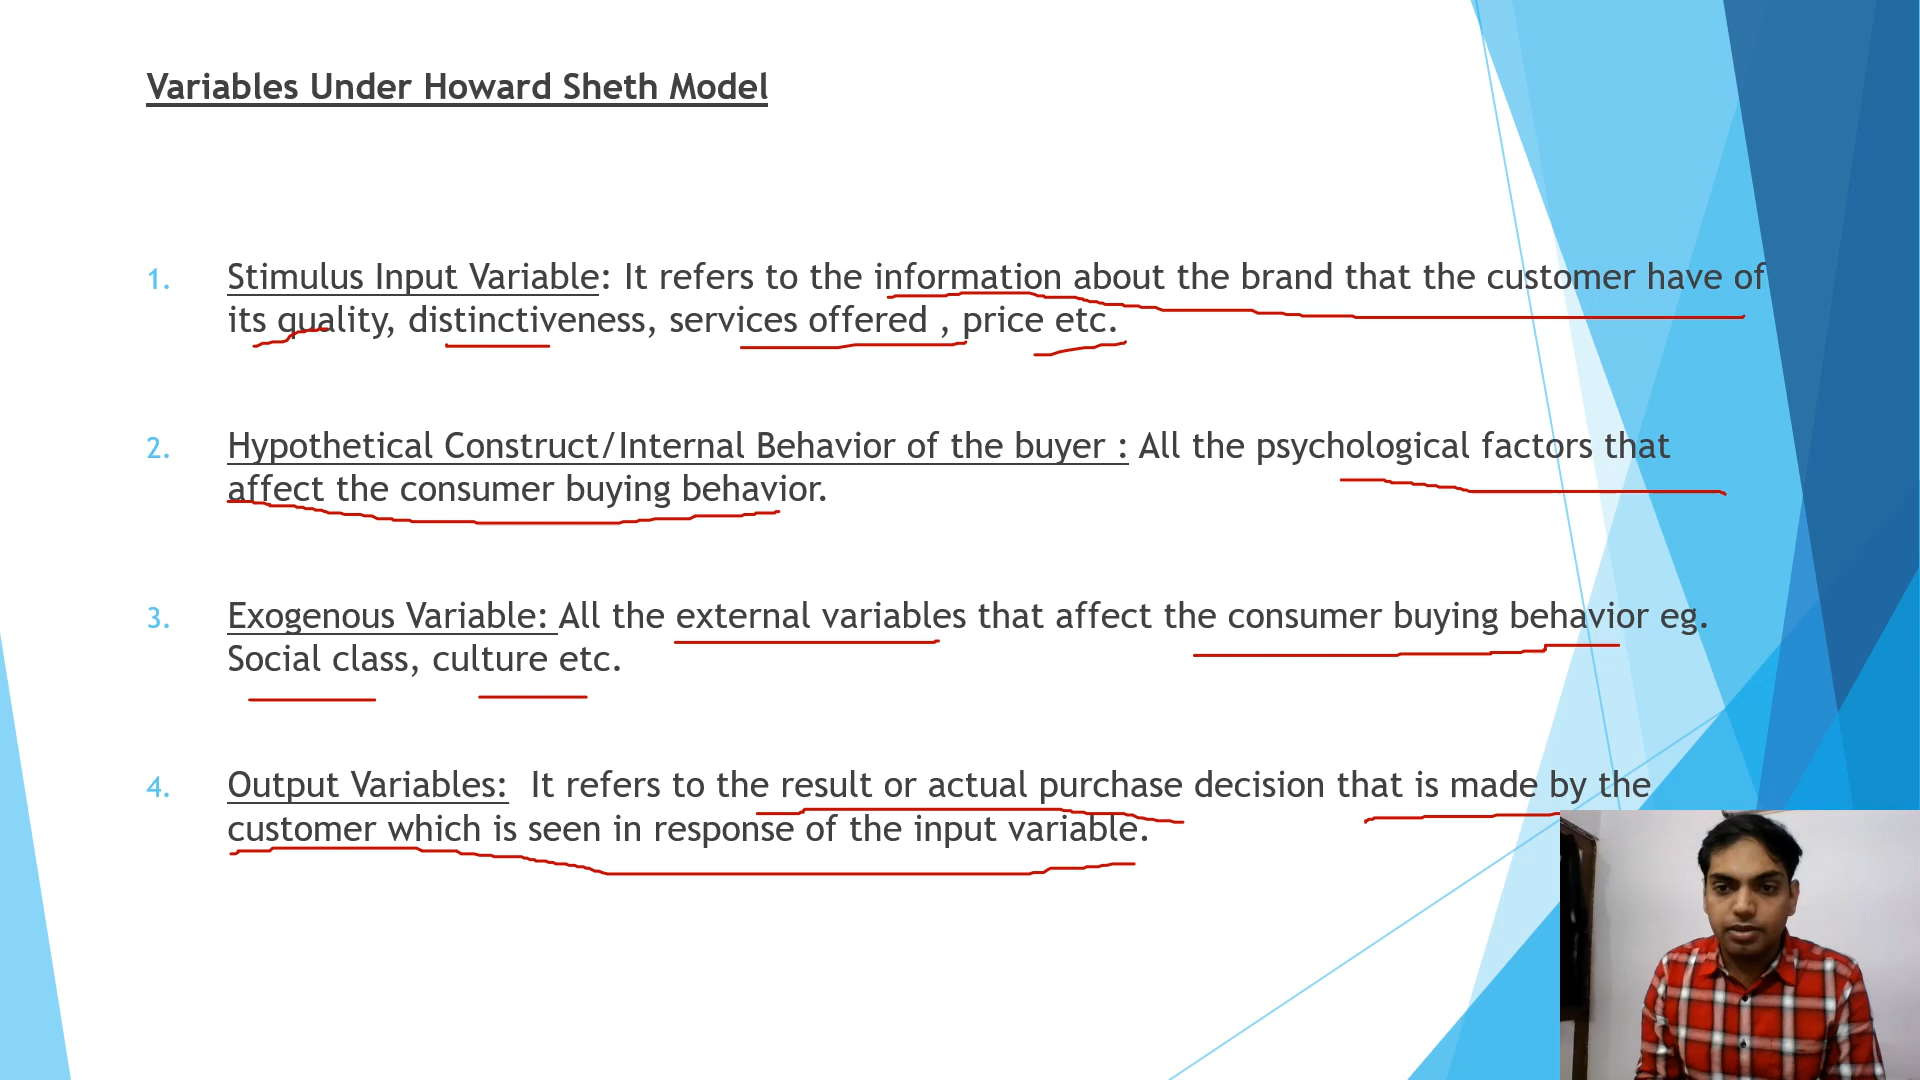 Variables Under Howard Sheth Model
1. Stimulus Input Variable: It refers to the information about the brand that the customer have of
its quality, distinctiveness, services offered , price etc.
2. Hypothetical Construct/Internal Behavior of the buyer : All the psychological factors that
affect the consumer buying behavior.
3. Exogenous Variable: All the external variables that affect the consumer buying behavior eg.
Social class, culture etc.
4. Output Variables:  It refers to the result or actual purchase decision that is made by the
customer which is seen in response of the input variable.